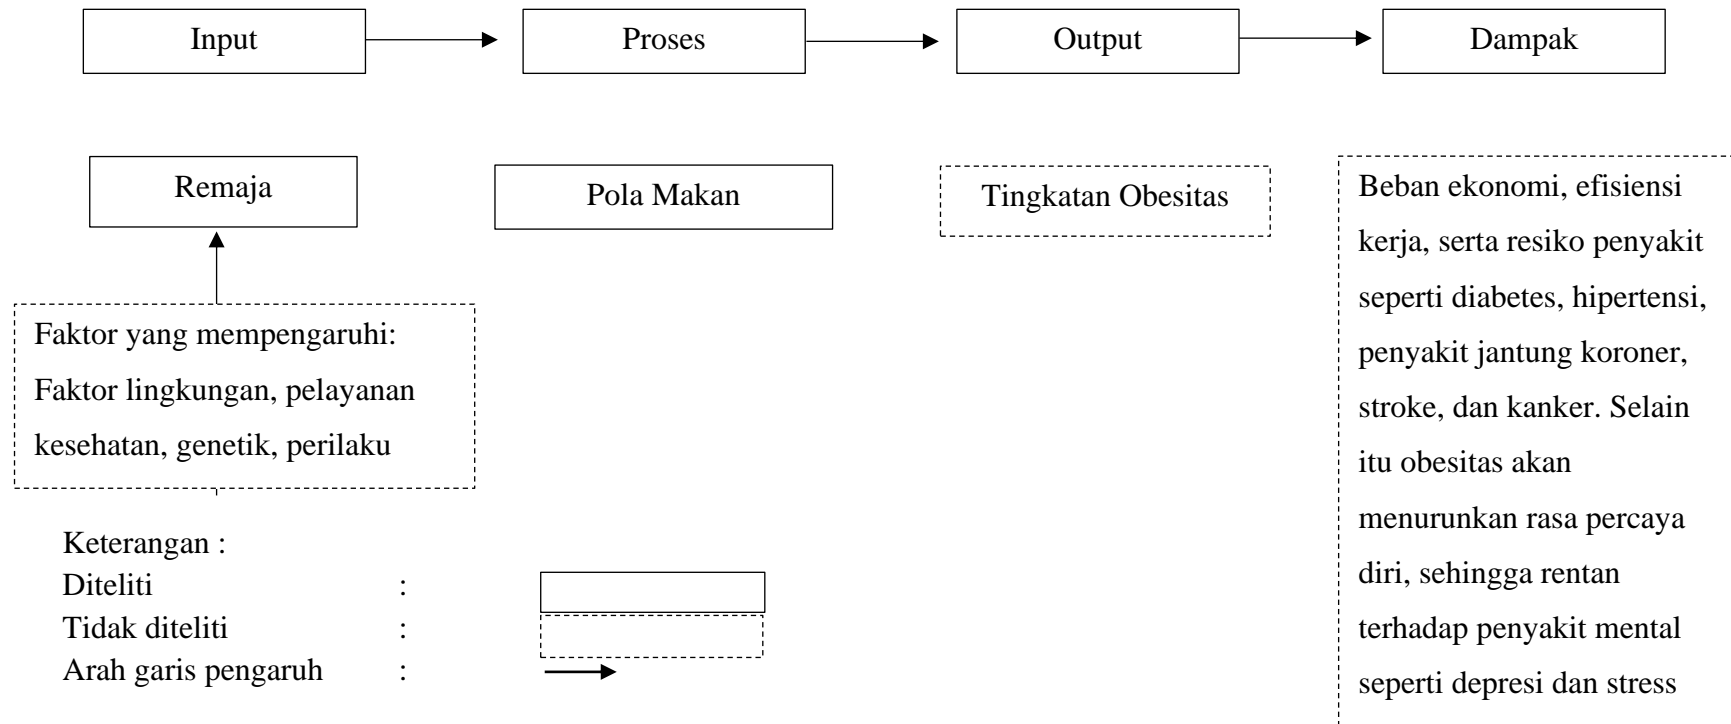 Input
Proses
Output
Dampak
Remaja
Pola Makan
Tingkatan Obesitas
Beban ekonomi, efisiensi
kerja, serta resiko penyakit
seperti diabetes, hipertensi,
penyakit jantung koroner,
stroke, dan kanker. Selain
itu obesitas akan
menurunkan rasa percaya
diri, sehingga rentan
terhadap penyakit mental
seperti depresi dan stress
Faktor yang mempengaruhi:
Faktor lingkungan, pelayanan
kesehatan, genetik, perilaku
Keterangan :
Diteliti :
Tidak diteliti :
Arah garis pengaruh :